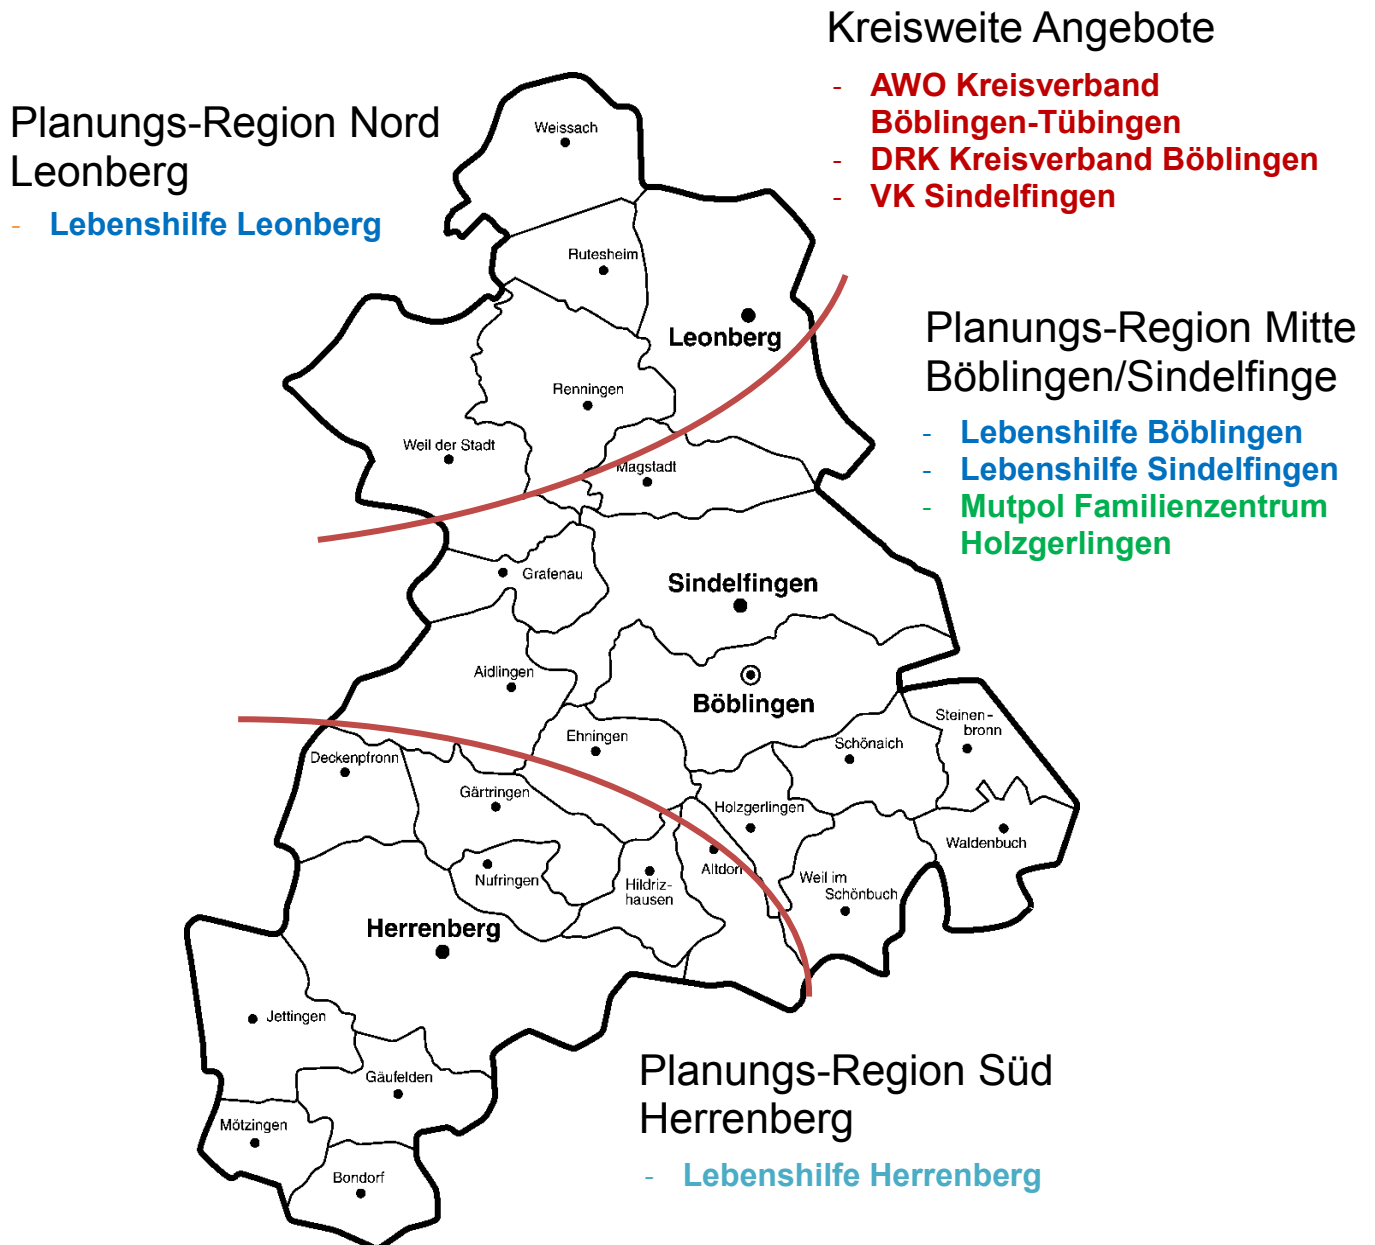 Kreisweite Angebote
- AWO Kreisverband
Böblingen-Tübingen
- DRK Kreisverband Böblingen
- VK Sindelfingen
Planungs-Region Nord
Leonberg
- Lebenshilfe Leonberg
Planungs-Region Mitte
Böblingen/Sindelfinge
- Lebenshilfe Böblingen
- Lebenshilfe Sindelfingen
- Mutpol Familienzentrum
Holzgerlingen
Weissach
Rutesheim
Leonberg
Renningen
Weil der Stadt
Magstadt
Grafenau
Sindelfingen
Aidlingen
Böblingen
Steinen-
bronn
Ehningen
Schönaich
Deckenpfronn
Gärtringen
Holzgerlingen
Waldenbuch
Altdorf
Nufringen
Hildriz-
hausen
Weil im
Schönbuch
Herrenberg
Jettingen
Gäufelden
Mötzingen
Bondorf
Planungs-Region Süd
Herrenberg
- Lebenshilfe Herrenberg